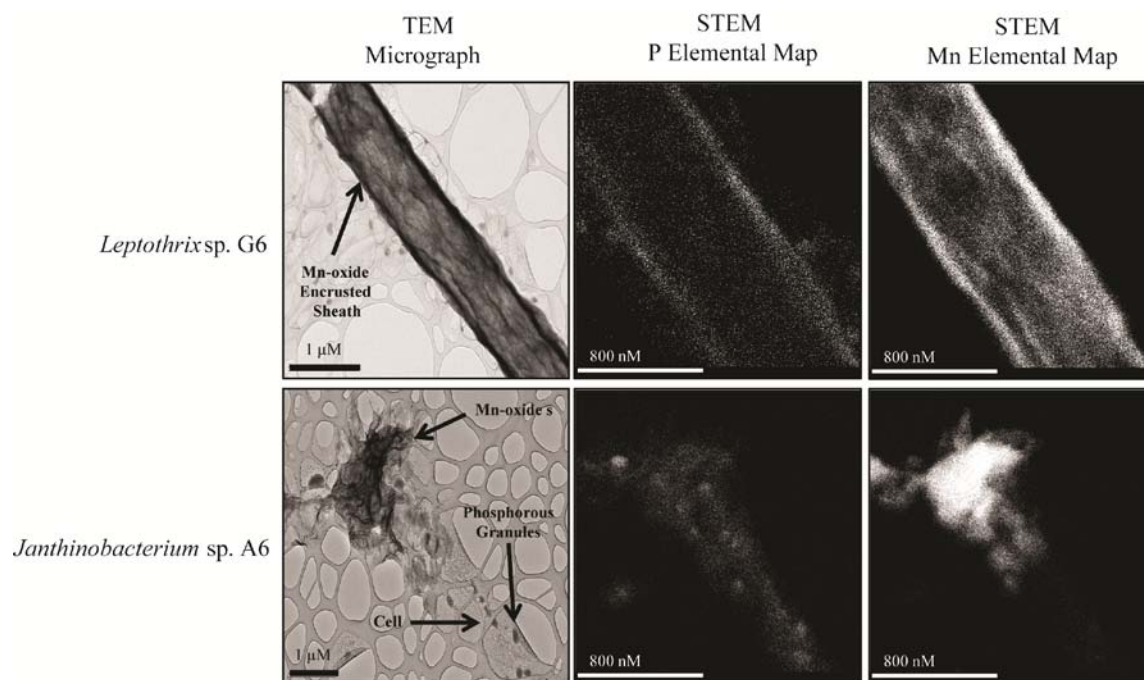 TEM
Micrograph
STEM
P Elemental Map
STEM
Mn Elemental Map
Leptothrix sp. G6
Mn-oxide
Encrusted
Sheath
1 µM
800 nM
800 nM
Janthinobacterium sp. A6
Mn-oxide s
Phosphorous
Granules
Cell
1 µM
800 nM
800 nM